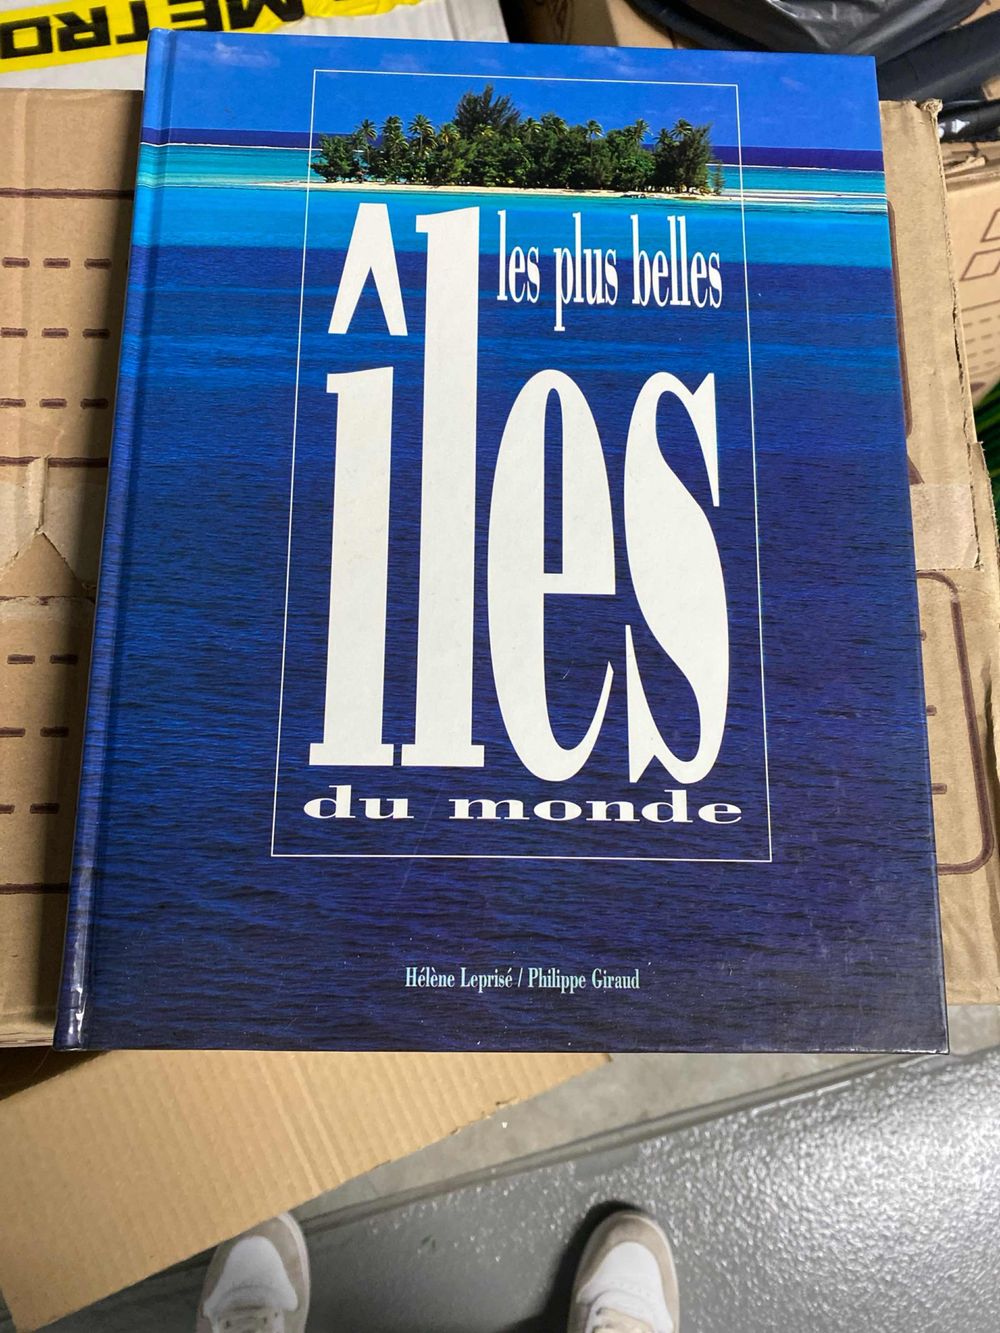 METRO
les plus belles
îles
du monde
Hélène Leprisé / Philippe Giraud